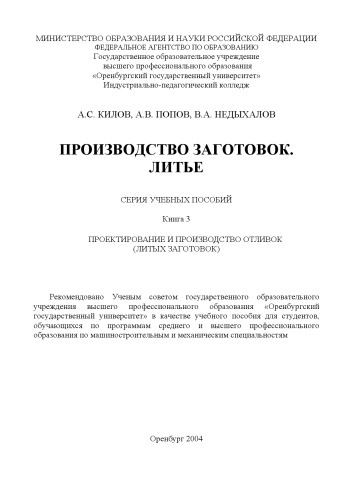 МИНИСТЕРСТВО ОБРАЗОВАНИЯ И НАУКИ РОССИЙСКОЙ ФЕДЕРАЦИИ
ФЕДЕРАЛЬНОЕ АГЕНТСТВО ПО ОБРАЗОВАНИЮ
Государственное образовательное учреждение
высшего профессионального образования
«Оренбургский государственный университет»
Индустриально-педагогический колледж
А.С. КИЛОВ, А.В. ПОПОВ, В.А. НЕДЫХАЛОВ
ПРОИЗВОДСТВО ЗАГОТОВОК.
ЛИТЬЕ
СЕРИЯ УЧЕБНЫХ ПОСОБИЙ
Книга 3
ПРОЕКТИРОВАНИЕ И ПРОИЗВОДСТВО ОТЛИВОК
(ЛИТЫХ ЗАГОТОВОК)
Рекомендовано Ученым советом государственного образовательного
учреждения высшего профессионального образования «Оренбургский
государственный университет» в качестве учебного пособия для студентов,
обучающихся по программам среднего и высшего профессионального
образования по машиностроительным и механическим специальностям
Оренбург 2004